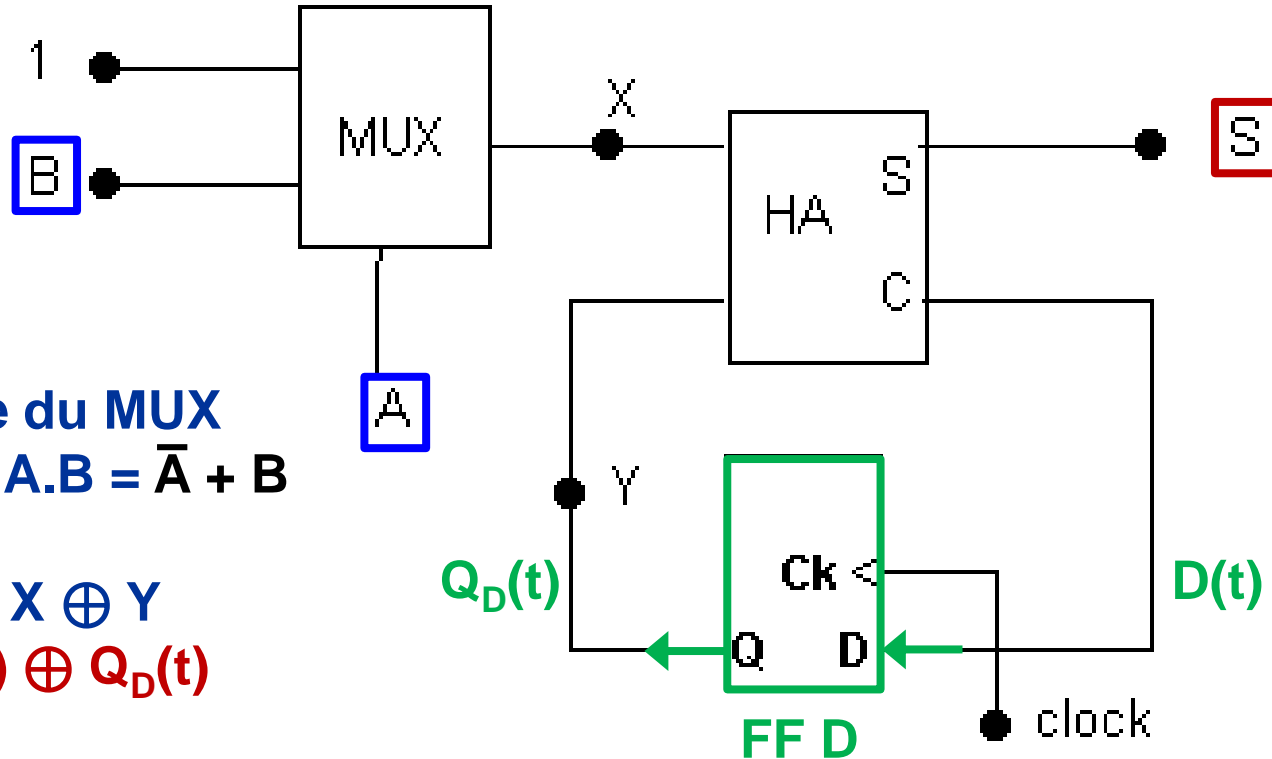 1
X
MUX
B
S
S
HA
C
A
e du MUX
A.B = A̅ + B
Y
Q_D(t)
Ck <
D(t)
X ⊕ Y
) ⊕ Q_D(t)
Q
D
clock
FF D